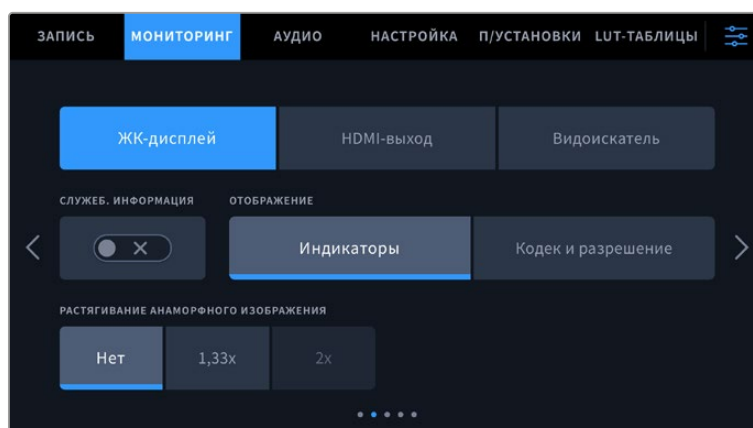 ЗАПИСЬ МОНИТОРИНГ АУДИО НАСТРОЙКА П/УСТАНОВКИ LUT-ТАБЛИЦЫ
ЖК-дисплей HDMI-выход Видоискатель
СЛУЖЕБ. ИНФОРМАЦИЯ ОТОБРАЖЕНИЕ
Индикаторы Кодек и разрешение
РАСТЯГИВАНИЕ АНАМОРФНОГО ИЗОБРАЖЕНИЯ
Нет 1,33x 2x